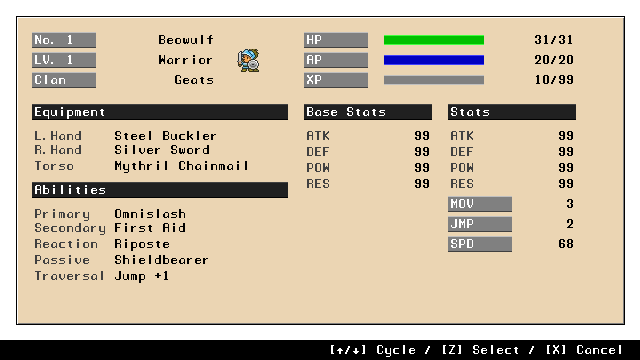 No. 1 Beowulf HP 31/31
LV. 1 Warrior AP 20/20
Clan Geats XP 10/99
Equipment Base Stats Stats
L.Hand Steel Buckler ATK 99 ATK 99
R.Hand Silver Sword DEF 99 DEF 99
Torso Mythril Chainmail POW 99 POW 99
Abilities RES 99 RES 99
Primary Omnislash MOV 3
Secondary First Aid JMP 2
Reaction Riposte SPD 68
Passive Shieldbearer
Traversal Jump +1
[↑/↓] Cycle / [Z] Select / [X] Cancel